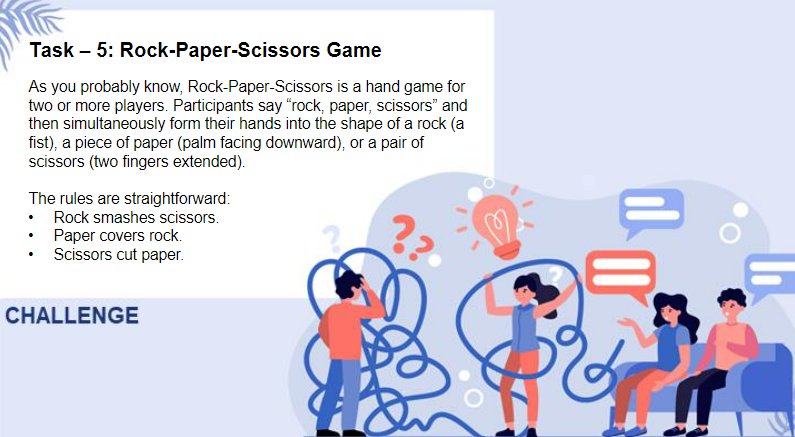 Task – 5: Rock-Paper-Scissors Game
As you probably know, Rock-Paper-Scissors is a hand game for
two or more players. Participants say “rock, paper, scissors” and
then simultaneously form their hands into the shape of a rock (a
fist), a piece of paper (palm facing downward), or a pair of
scissors (two fingers extended).
The rules are straightforward:
• Rock smashes scissors.
• Paper covers rock.
• Scissors cut paper.
?
??
?
CHALLENGE